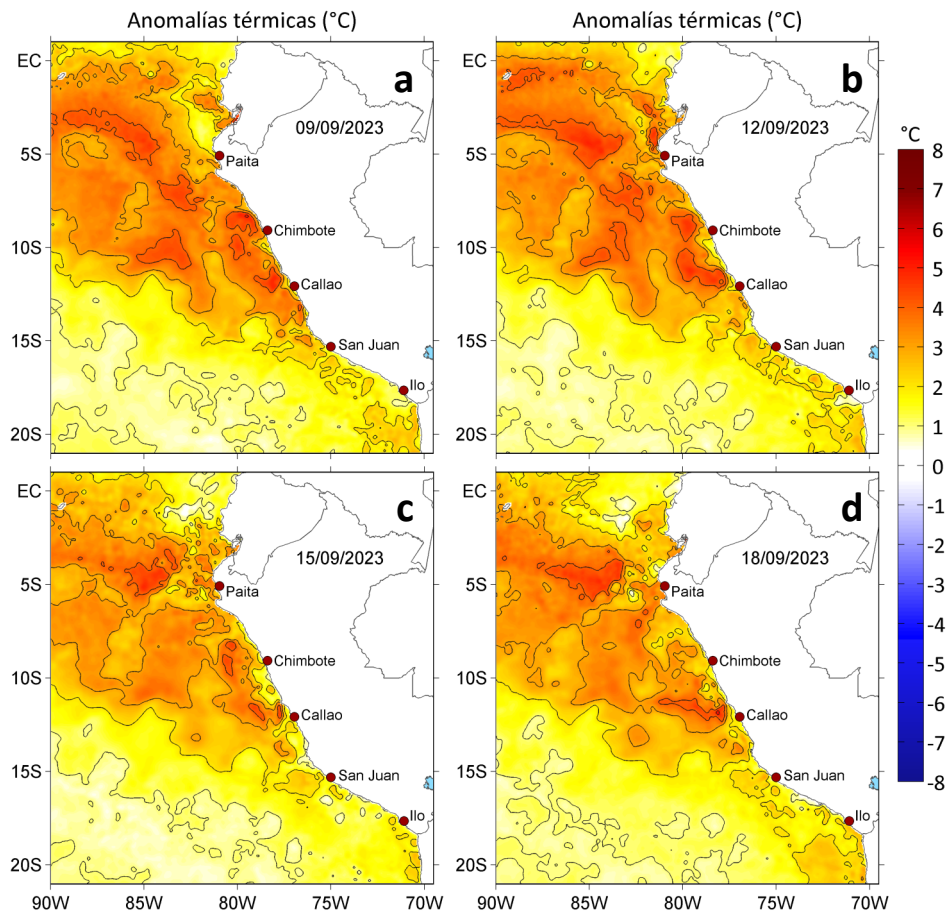 Anomalías térmicas (°C)
Anomalías térmicas (°C)
EC
5S
10S
15S
20S
a
09/09/2023
Paita
Chimbote
Callao
San Juan
Ilo
b
12/09/2023
Paita
Chimbote
Callao
San Juan
Ilo
°C
8
7
6
5
4
3
2
1
0
-1
-2
-3
-4
-5
-6
-7
-8
EC
5S
10S
15S
20S
EC
5S
10S
15S
20S
c
15/09/2023
Paita
Chimbote
Callao
San Juan
Ilo
EC
5S
10S
15S
20S
d
18/09/2023
Paita
Chimbote
Callao
San Juan
Ilo
90W 85W 80W 75W 70W
90W 85W 80W 75W 70W